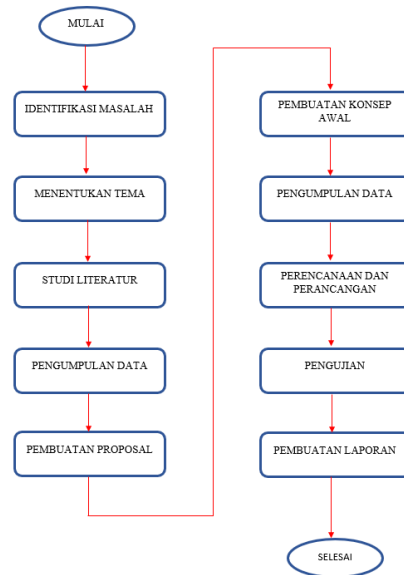 MULAI
IDENTIFIKASI MASALAH
MENENTUKAN TEMA
STUDI LITERATUR
PENGUMPULAN DATA
PEMBUATAN PROPOSAL
PEMBUATAN KONSEP
AWAL
PENGUMPULAN DATA
PERENCANAAN DAN
PERANCANGAN
PENGUJIAN
PEMBUATAN LAPORAN
SELESAI